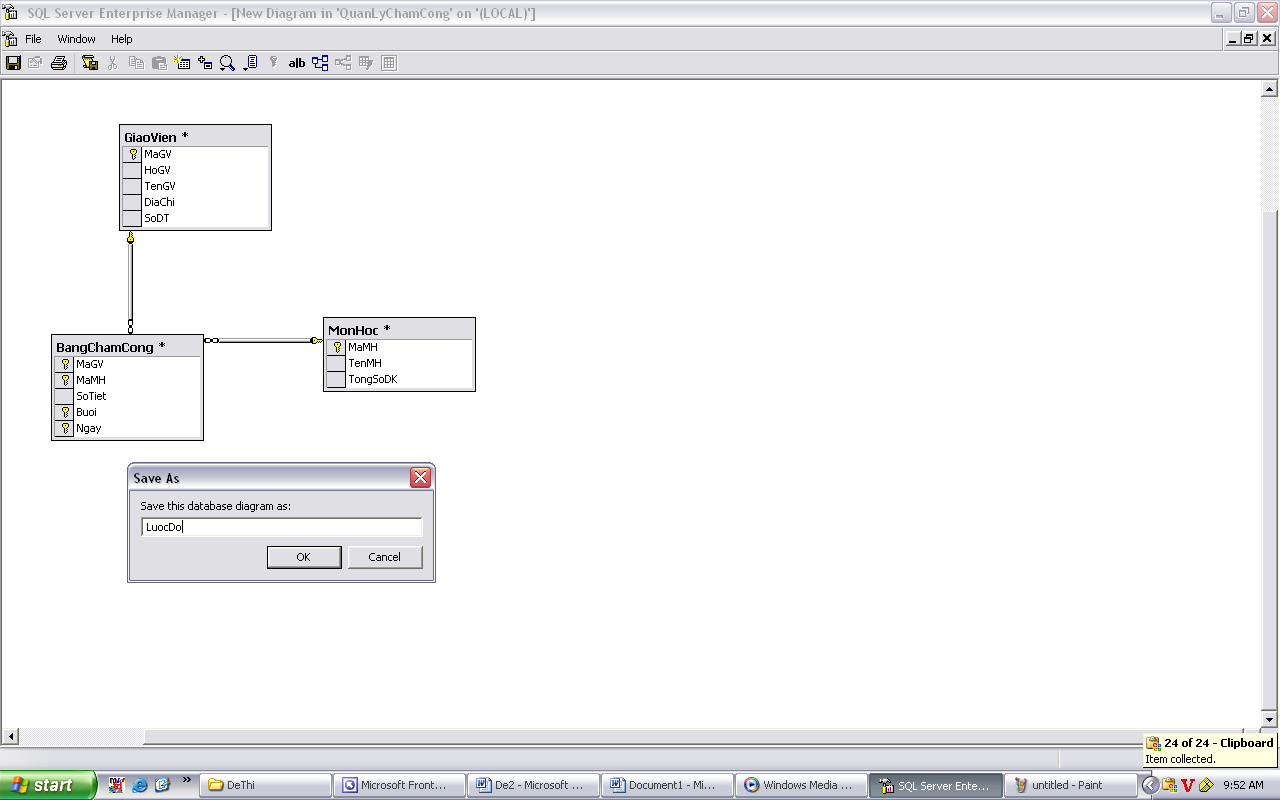 SQL Server Enterprise Manager - [New Diagram in 'QuanLyChamCong' on '(LOCAL)']
File Window Help
a|b
GiaoVien *
MaGV
HoGV
TenGV
DiaChi
SoDT
BangChamCong *
MaGV
MaMH
SoTiet
Buoi
Ngay
MonHoc *
MaMH
TenMH
TongSoDK
Save As
Save this database diagram as:
LuocDo
OK Cancel
24 of 24 - Clipboard
Item collected.
start » DeThi Microsoft Front... De2 - Microsoft ... Document1 - Mi... Windows Media ... SQL Server Ente... untitled - Paint 9:52 AM